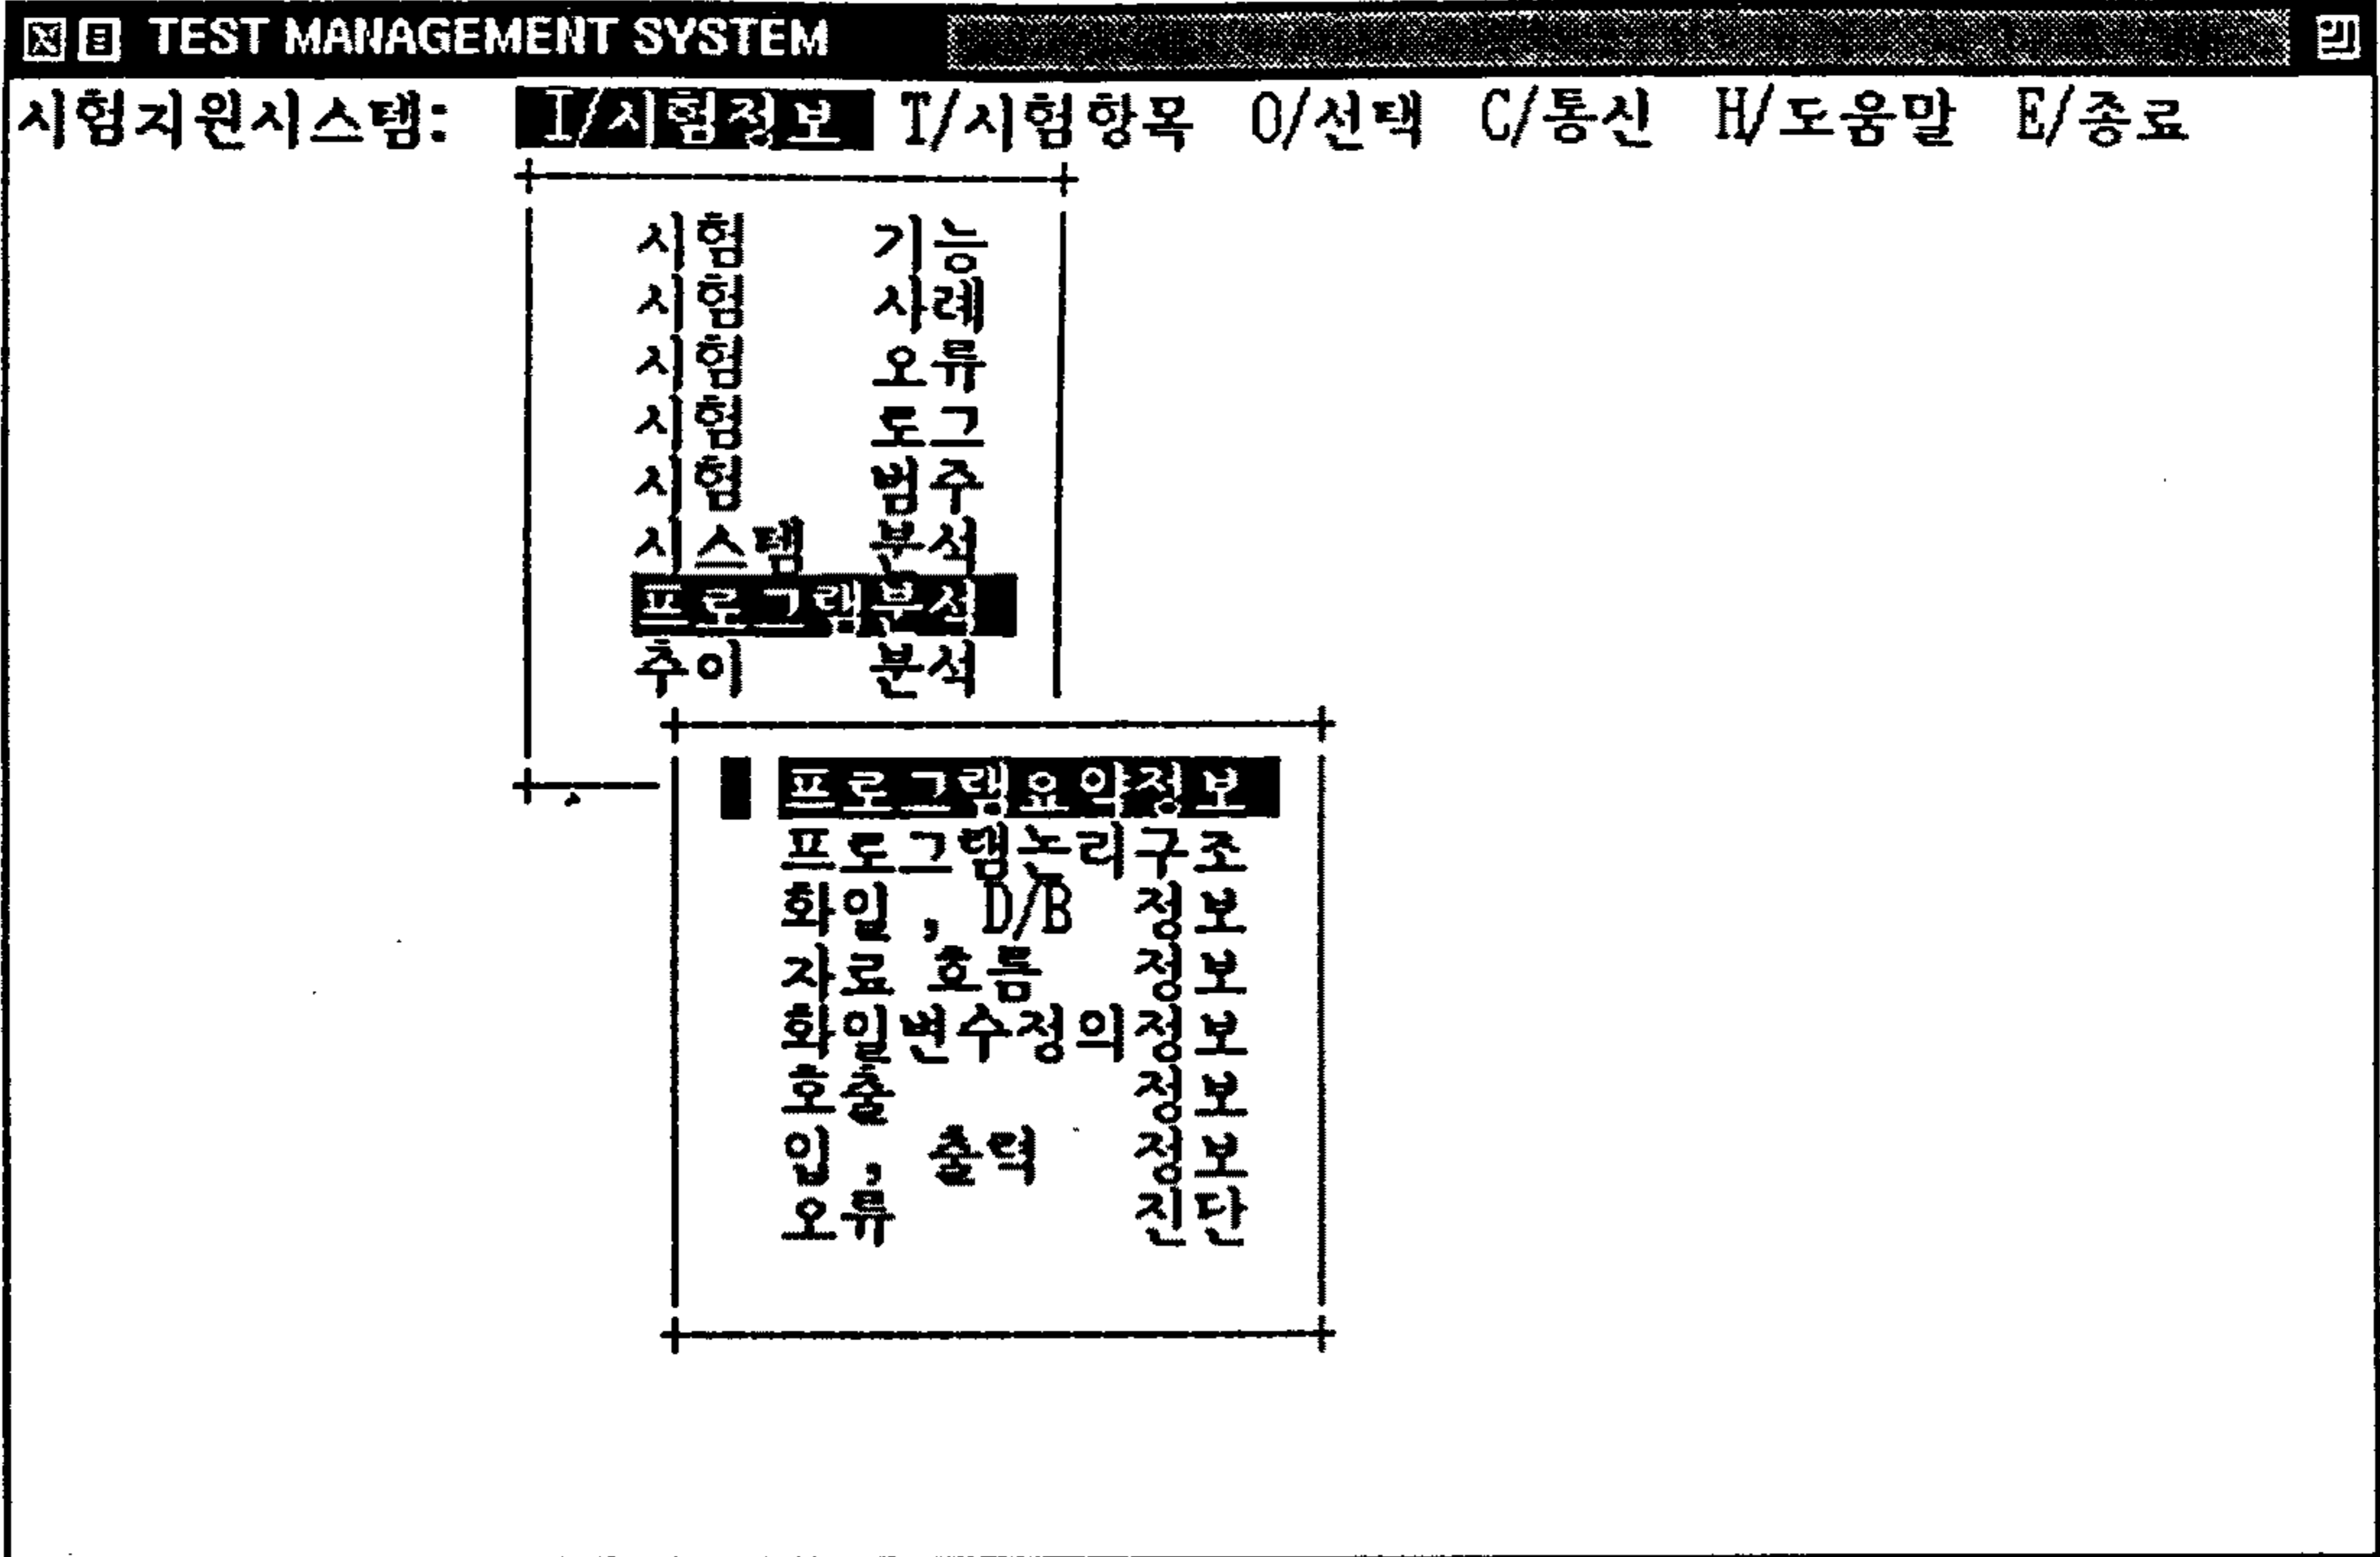 TEST MANAGEMENT SYSTEM
시험지원시스템: I/시험정보 T/시험항목 O/선택 C/통신 H/도움말 E/종료
시험 기능
시험 사례
시험 오류
시험 로그
시험 범주
시스템 분석
프로그램분석
추이 분석
프로그램요약정보
프로그램논리구조
화일 , D/B 정보
자료 흐름 정보
화일변수정의정보
호출 정보
입 , 출력 정보
오류 진단